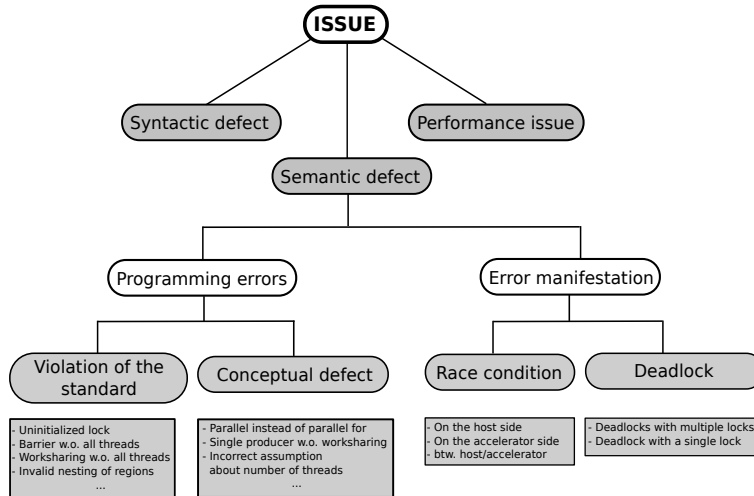 ISSUE
Syntactic defect
Performance issue
Semantic defect
Programming errors
Error manifestation
Violation of the
standard
Conceptual defect
Race condition
Deadlock
- Uninitialized lock
- Barrier w.o. all threads
- Worksharing w.o. all threads
- Invalid nesting of regions
...
- Parallel instead of parallel for
- Single producer w.o. worksharing
- Incorrect assumption
about number of threads
...
- On the host side
- On the accelerator side
- btw. host/accelerator
- Deadlocks with multiple locks
- Deadlock with a single lock